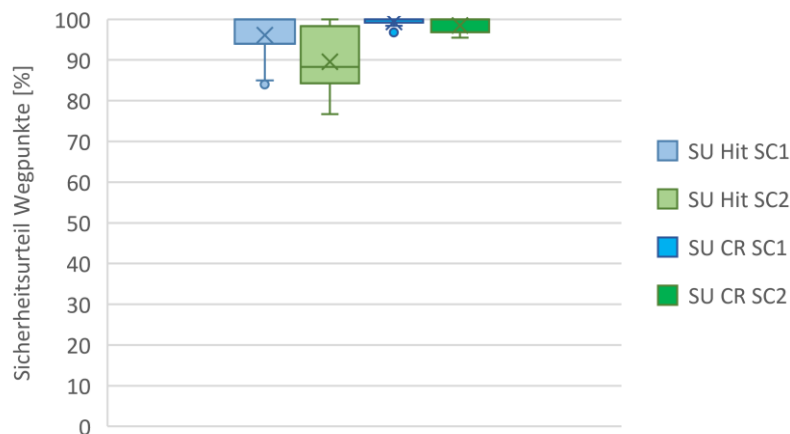 Sicherheitsurteil Wegpunkte [%]
100
90
80
70
60
50
40
30
20
10
0
SU Hit SC1
SU Hit SC2
SU CR SC1
SU CR SC2